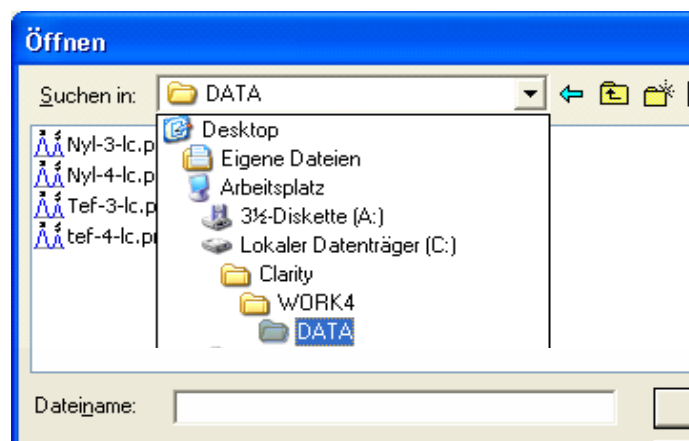 Öffnen
Suchen in: DATA
Desktop
Nyl-3-lc.p
Eigene Dateien
Nyl-4-lc.p
Arbeitsplatz
Tef-3-lc.p
3½-Diskette (A:)
tef-4-lc.p
Lokaler Datenträger (C:)
Clarity
WORK4
DATA
Dateiname: